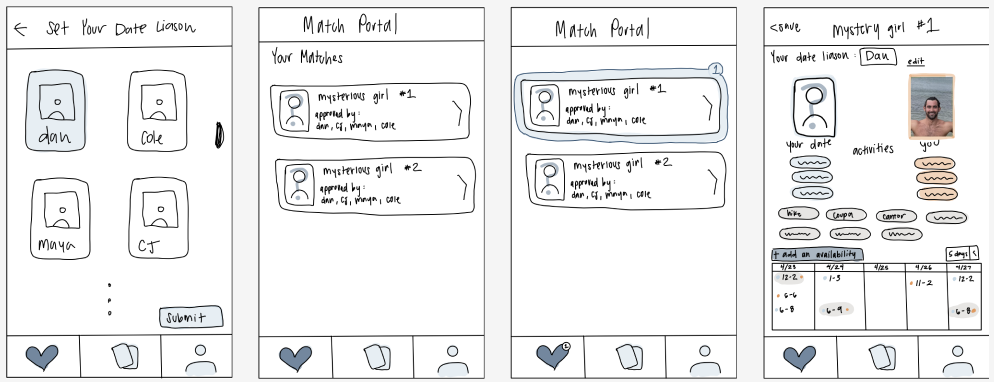 ← Set Your Date Liason
dan
Cole
maya
CJ
Submit
Match Portal
Your Matches
mysterious girl #1
approved by:
dan, cj, maya, cole
mysterious girl #2
approved by:
dan, cj, maya, cole
Match Portal
1
mysterious girl #1
approved by:
dan, cj, maya, cole
mysterious girl #2
approved by:
dan, cj, maya, cole
<save mystery girl #1
Your date liason: Dan edit
your date activities you
hike coupa cantor
+ add an availability 5 days <
4/23 4/24 4/25 4/26 4/27
12-2 1-3 11-2 12-2
6-8 6-9 6-8